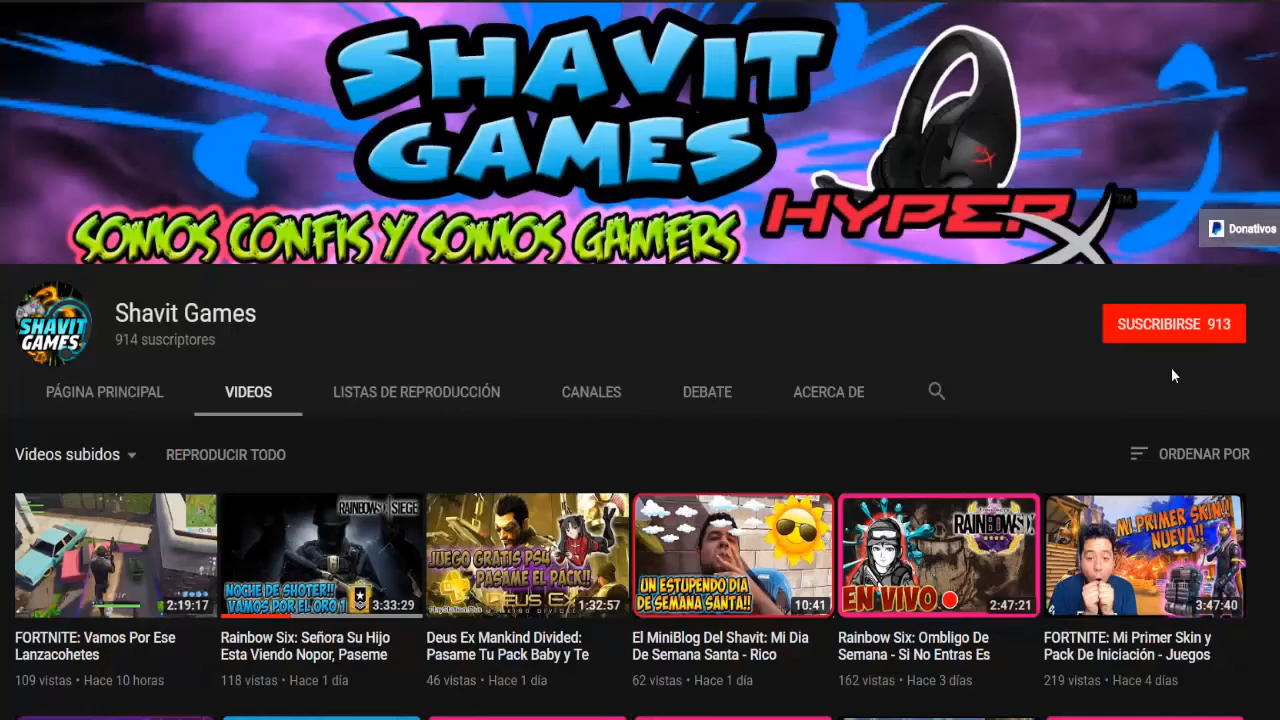 SHAVIT
GAMES
SOMOS CONFIS Y SOMOS GAMERS
HYPERX
TM
Donativos
SHAVIT
GAMES
Shavit Games
914 suscriptores
SUSCRIBIRSE 913
PÁGINA PRINCIPAL
VIDEOS
LISTAS DE REPRODUCCIÓN
CANALES
DEBATE
ACERCA DE
Videos subidos
REPRODUCIR TODO
ORDENAR POR
2:19:17
RAINBOW SIX SIEGE
NOCHE DE SHOTER!!
VAMOS POR EL ORO 1
3:33:29
JUEGO GRATIS PS4
PASAME EL PACK!!
DEUS EX
1:32:57
UN ESTUPENDO DIA
DE SEMANA SANTA!!
10:41
RAINBOW SIX
EN VIVO
2:47:21
MI PRIMER SKIN!!
NUEVA!!
3:47:40
FORTNITE: Vamos Por Ese
Lanzacohetes
109 vistas • Hace 10 horas
Rainbow Six: Señora Su Hijo
Esta Viendo Nopor, Paseme
118 vistas • Hace 1 día
Deus Ex Mankind Divided:
Pasame Tu Pack Baby y Te
46 vistas • Hace 1 día
El MiniBlog Del Shavit: Mi Dia
De Semana Santa - Rico
62 vistas • Hace 1 día
Rainbow Six: Ombligo De
Semana - Si No Entras Es
162 vistas • Hace 3 días
FORTNITE: Mi Primer Skin y
Pack De Iniciación - Juegos
219 vistas • Hace 4 días